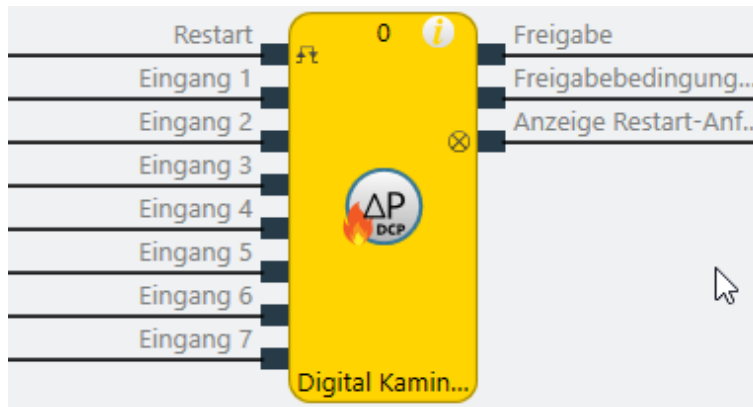 Restart
0
i
Freigabe
Eingang 1
Freigabebedingung...
Eingang 2
Anzeige Restart-Anf...
Eingang 3
Eingang 4
ΔP
DCP
Eingang 5
Eingang 6
Eingang 7
Digital Kamin...